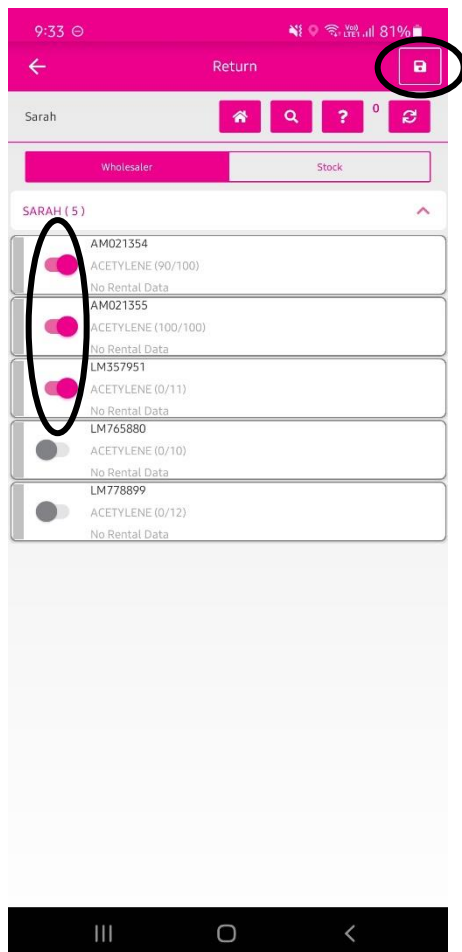 9:33
Vo)) LTE1 81%
Return
Sarah
? 0
Wholesaler Stock
SARAH ( 5 )
AM021354
ACETYLENE (90/100)
No Rental Data
AM021355
ACETYLENE (100/100)
No Rental Data
LM357951
ACETYLENE (0/11)
No Rental Data
LM765880
ACETYLENE (0/10)
No Rental Data
LM778899
ACETYLENE (0/12)
No Rental Data